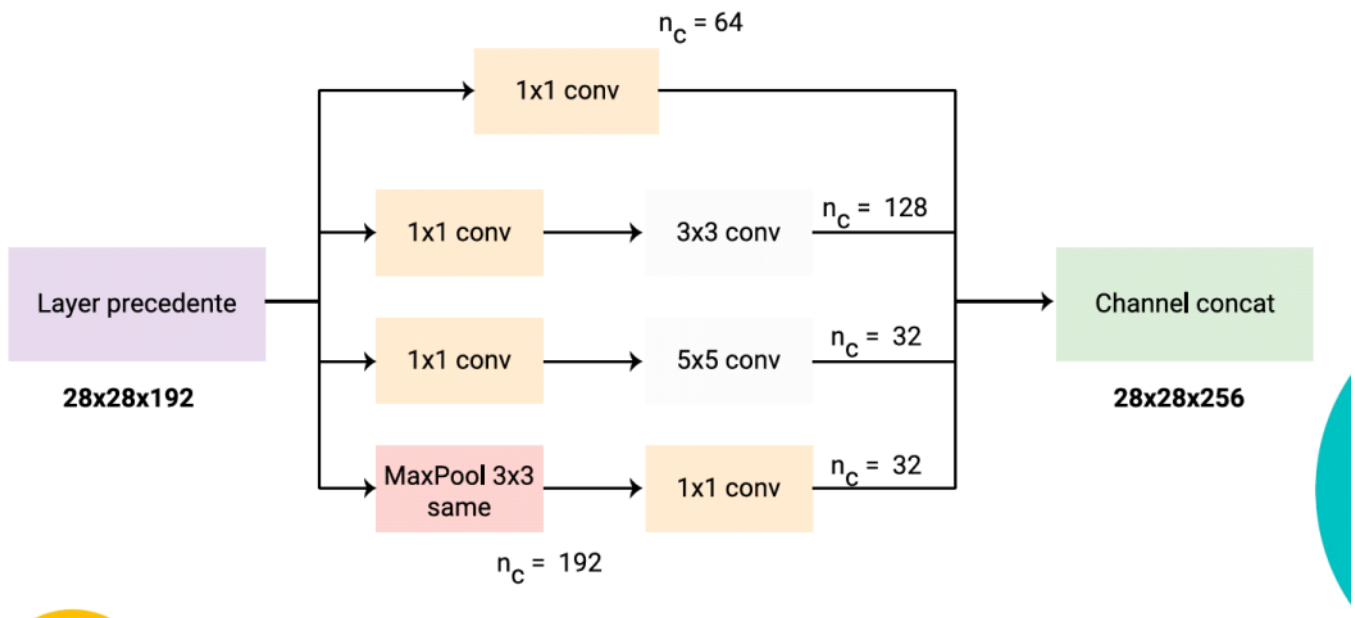 n_c = 64
1x1 conv
1x1 conv
3x3 conv
n_c = 128
Layer precedente
28x28x192
1x1 conv
5x5 conv
n_c = 32
MaxPool 3x3
same
n_c = 192
1x1 conv
n_c = 32
Channel concat
28x28x256